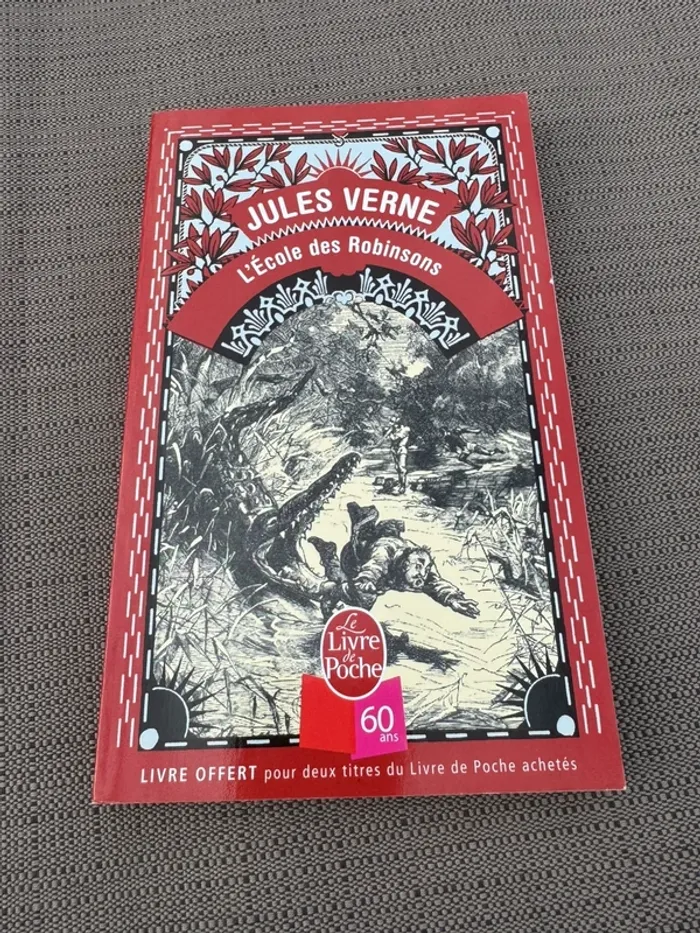 JULES VERNE
L'École des Robinsons
Le
Livre
de
Poche
60
ans
LIVRE OFFERT pour deux titres du Livre de Poche achetés